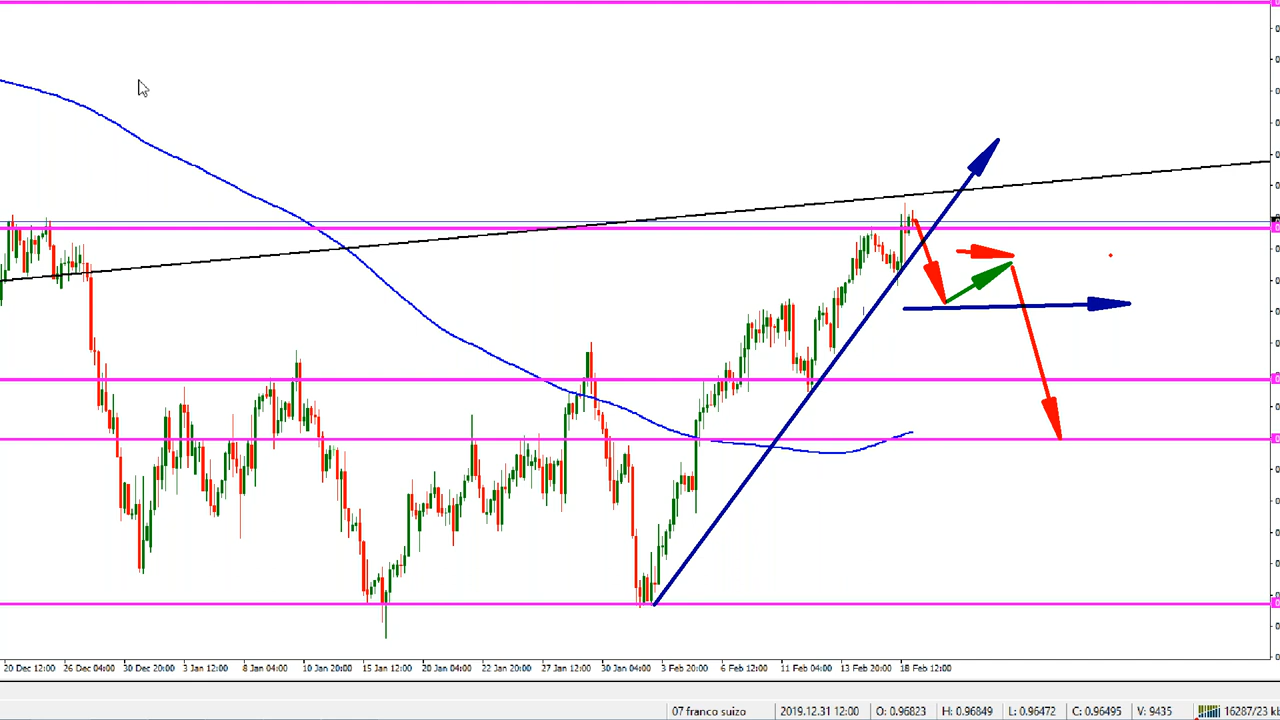 20 Dec 12:00 26 Dec 04:00 30 Dec 20:00 3 Jan 12:00 8 Jan 04:00 10 Jan 20:00 15 Jan 12:00 20 Jan 04:00 22 Jan 20:00 27 Jan 12:00 30 Jan 04:00 3 Feb 20:00 6 Feb 12:00 11 Feb 04:00 13 Feb 20:00 18 Feb 12:00
07 franco suizo 2019.12.31 12:00 O: 0.96823 H: 0.96849 L: 0.96472 C: 0.96495 V: 9435 16287/23 kb